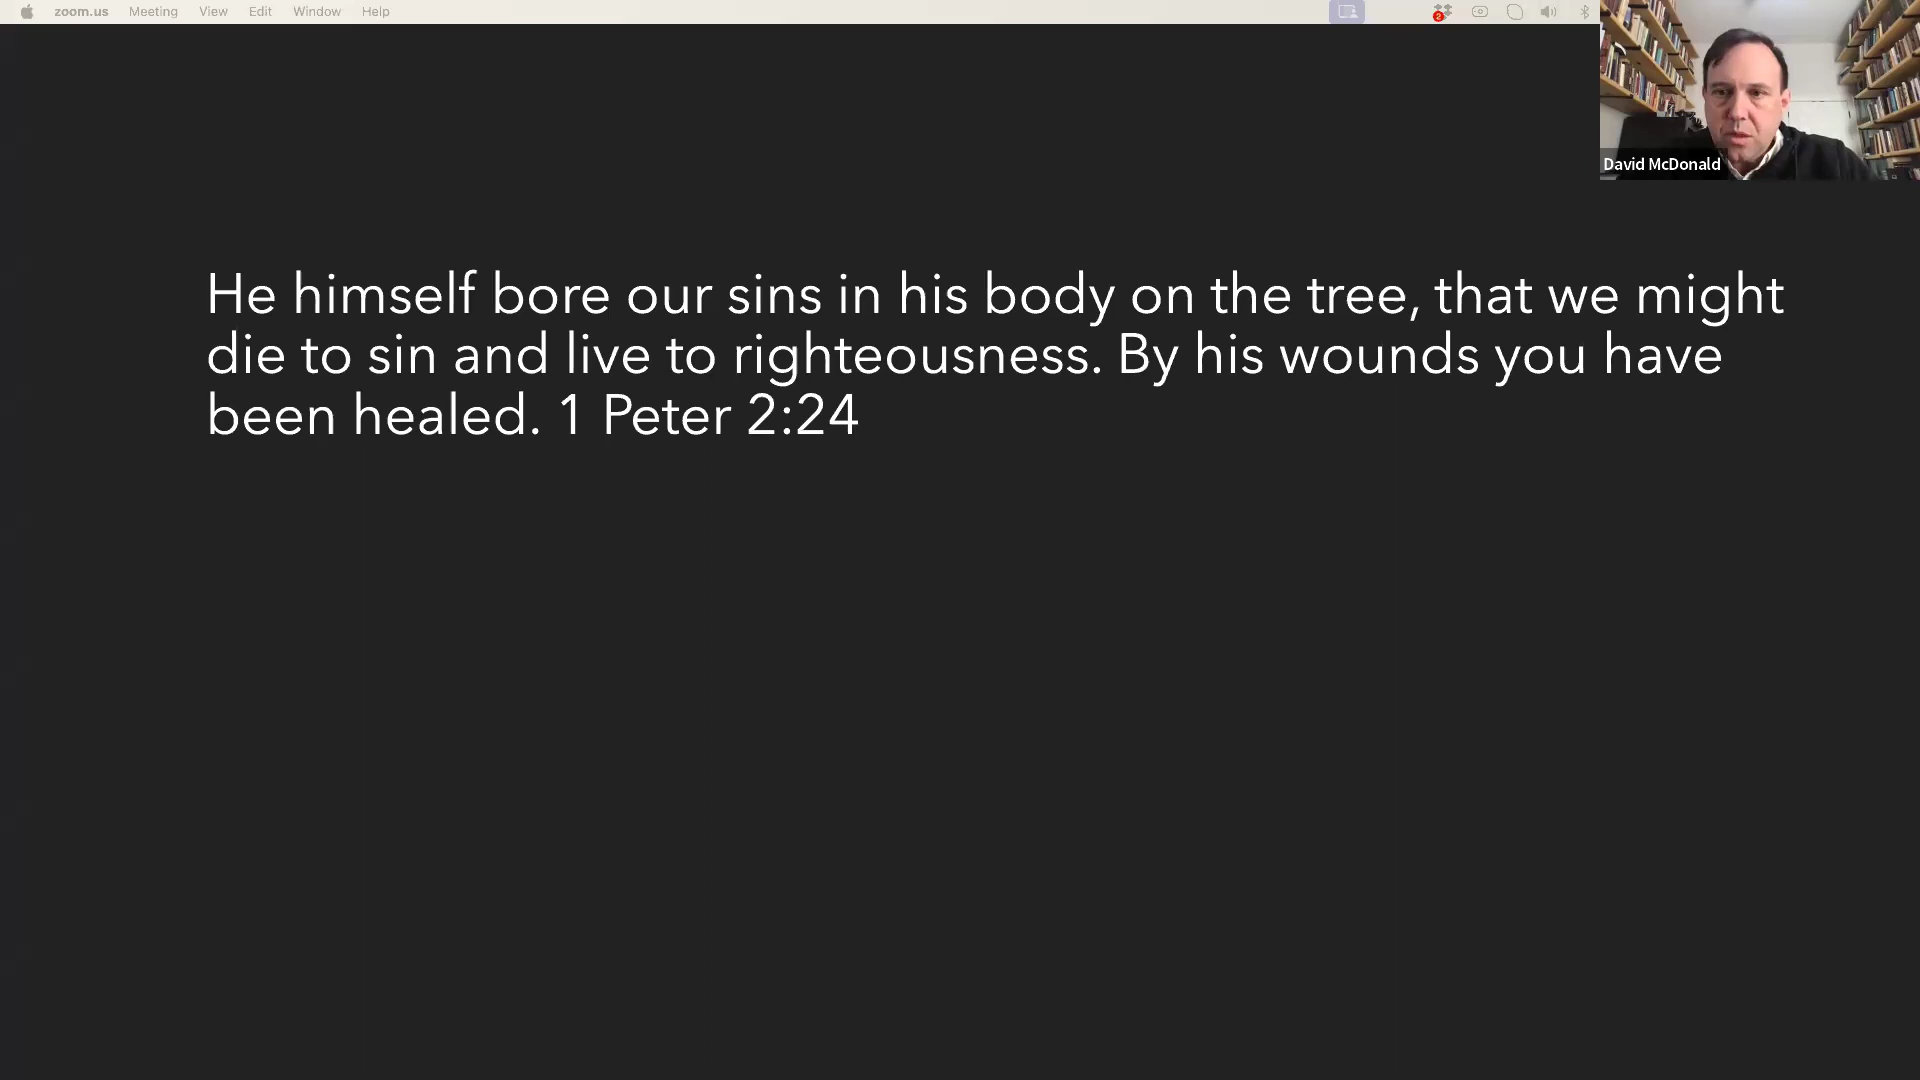 zoom.us Meeting View Edit Window Help
2
David McDonald
He himself bore our sins in his body on the tree, that we might
die to sin and live to righteousness. By his wounds you have
been healed. 1 Peter 2:24